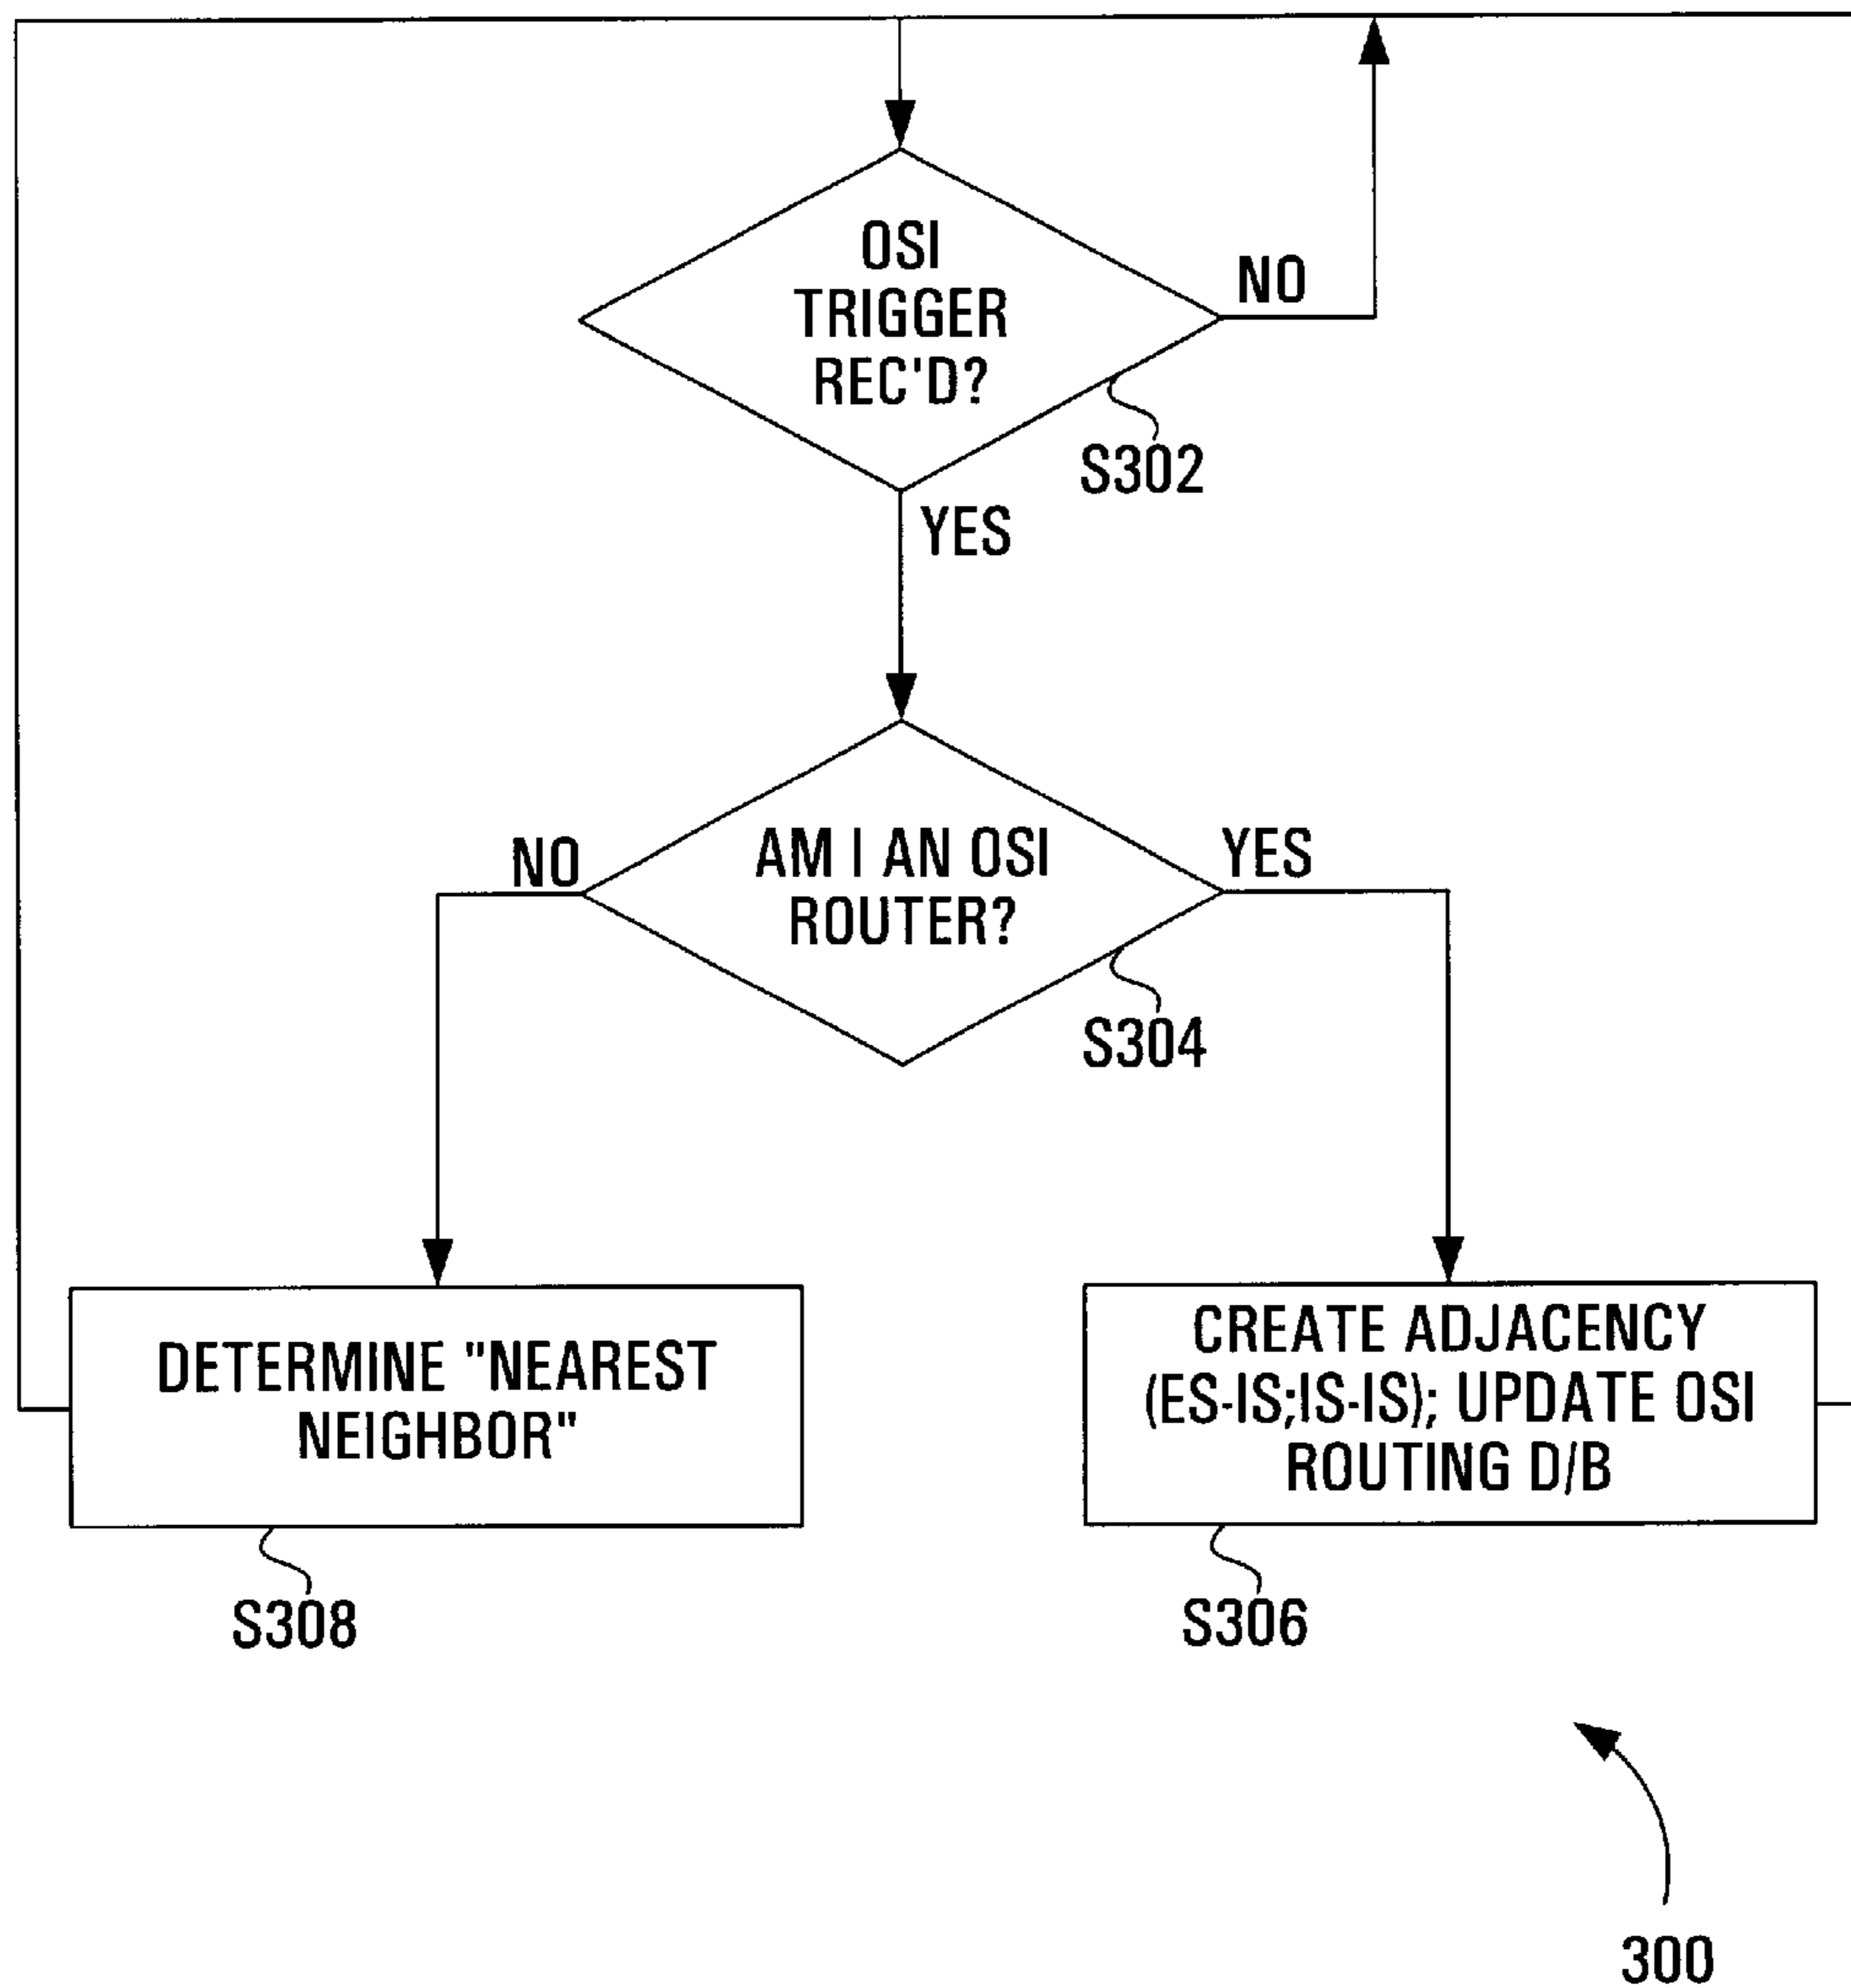 OSI
TRIGGER
REC'D?
NO
S302
YES
AM I AN OSI
ROUTER?
NO
YES
S304
DETERMINE "NEAREST
NEIGHBOR"
S308
CREATE ADJACENCY
(ES-IS;IS-IS); UPDATE OSI
ROUTING D/B
S306
300